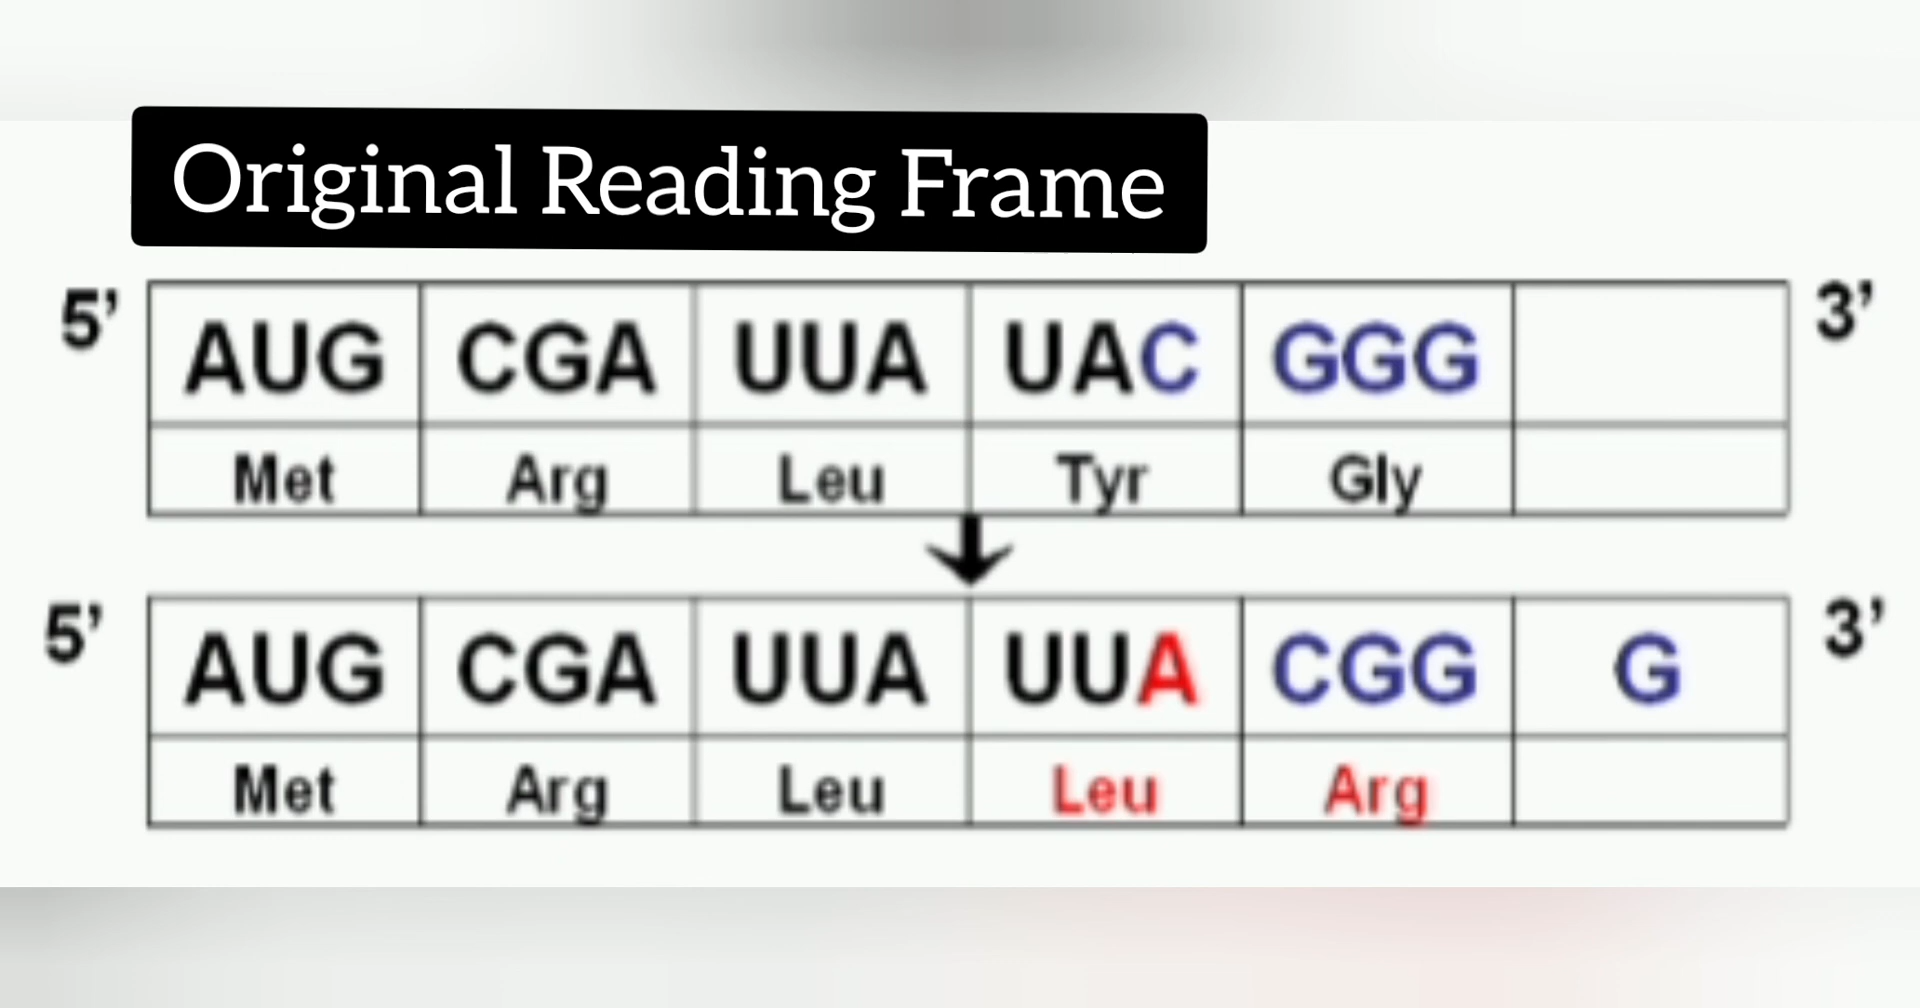 Original Reading Frame
5’ AUG CGA UUA UAC GGG 3’
Met Arg Leu Tyr Gly
5’ AUG CGA UUA UUA CGG G 3’
Met Arg Leu Leu Arg